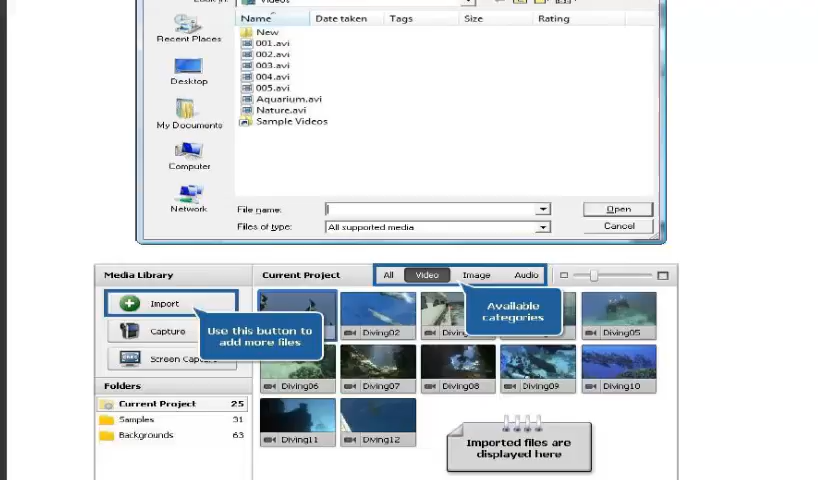 Look in:
Videos
Name
Date taken
Tags
Size
Rating
Recent Places
Desktop
My Documents
Computer
Network
New
001.avi
002.avi
003.avi
004.avi
005.avi
Aquarium.avi
Nature.avi
Sample Videos
File name:
Open
Files of type:
All supported media
Cancel
Media Library
Current Project
All
Video
Image
Audio
Import
Capture
Screen
Use this button to
add more files
Available
categories
Folders
Current Project 25
Samples 31
Backgrounds 63
Diving02
Diving05
Diving06
Diving07
Diving08
Diving09
Diving10
Diving11
Diving12
Imported files are
displayed here